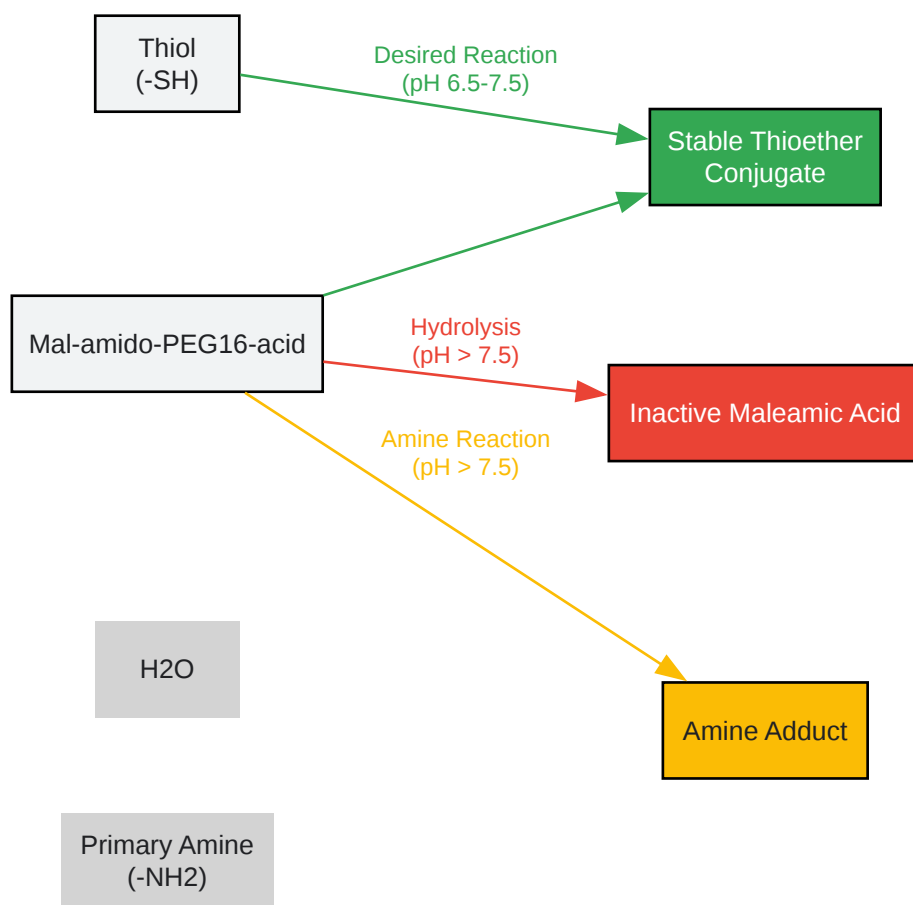 Thiol
(-SH)
Desired Reaction
(pH 6.5-7.5)
Stable Thioether
Conjugate
Mal-amido-PEG16-acid
Hydrolysis
(pH > 7.5)
Inactive Maleamic Acid
Amine Reaction
(pH > 7.5)
H2O
Amine Adduct
Primary Amine
(-NH2)